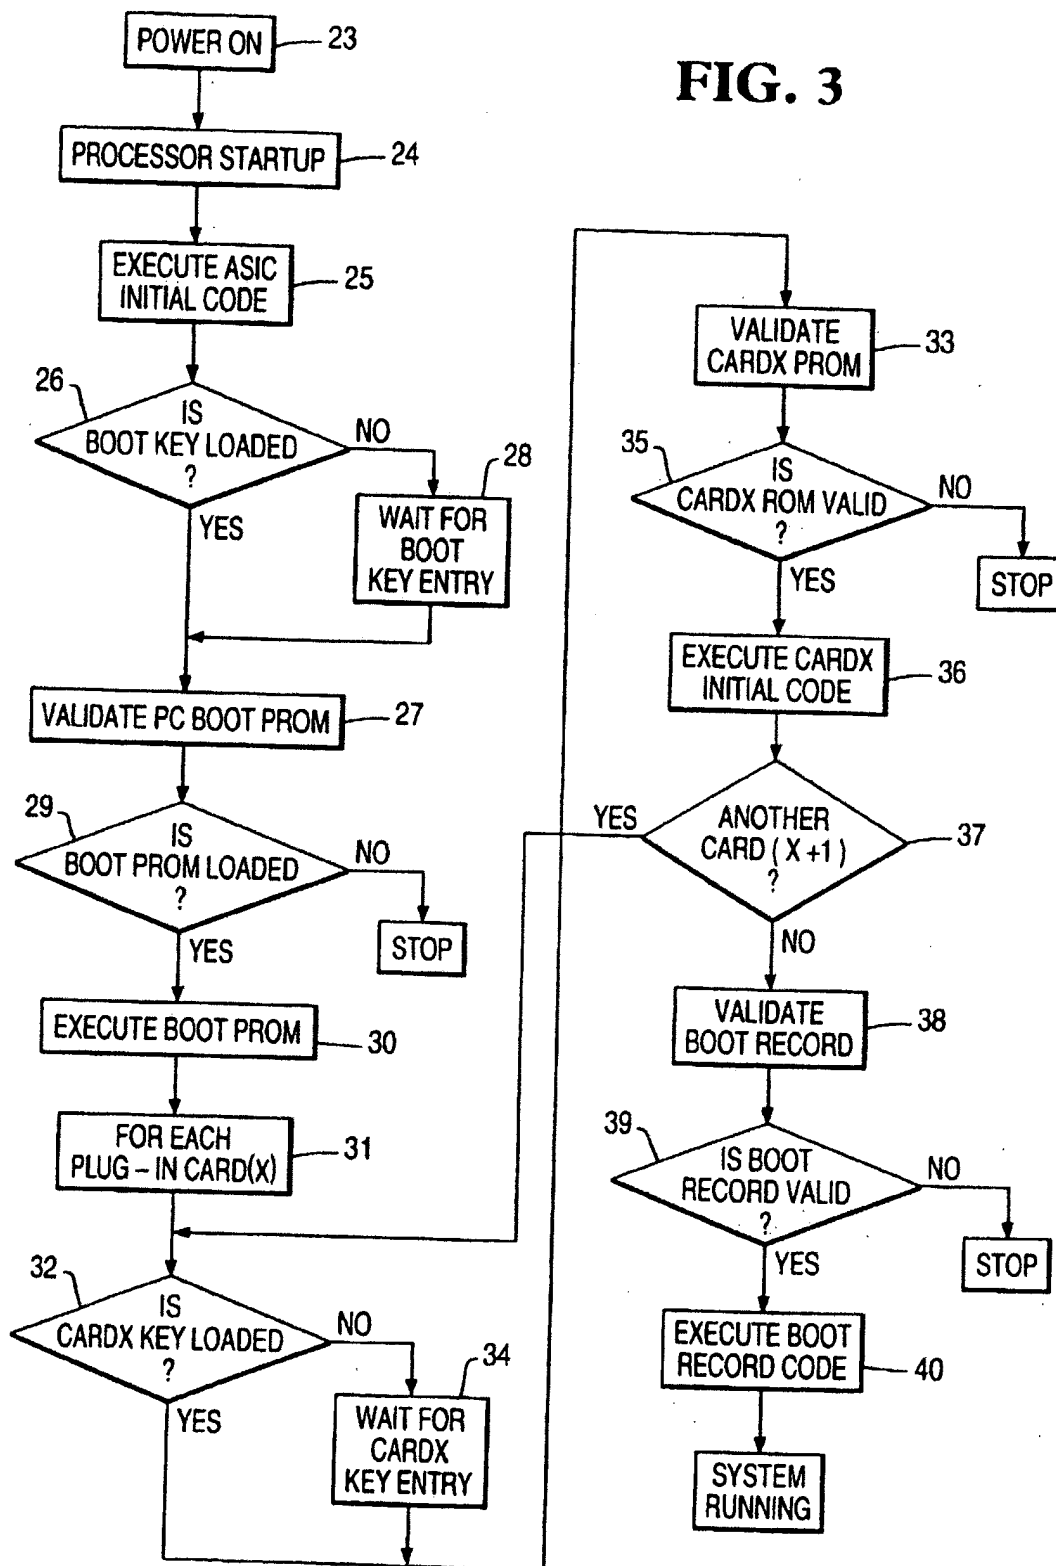 FIG. 3
POWER ON
23
PROCESSOR STARTUP
24
EXECUTE ASIC
INITIAL CODE
25
26
IS
BOOT KEY LOADED
?
NO
YES
28
WAIT FOR
BOOT
KEY ENTRY
VALIDATE PC BOOT PROM
27
29
IS
BOOT PROM LOADED
?
NO
STOP
YES
EXECUTE BOOT PROM
30
FOR EACH
PLUG – IN CARD(X)
31
32
IS
CARDX KEY LOADED
?
NO
YES
34
WAIT FOR
CARDX
KEY ENTRY
VALIDATE
CARDX PROM
33
35
IS
CARDX ROM VALID
?
NO
STOP
YES
EXECUTE CARDX
INITIAL CODE
36
YES
ANOTHER
CARD ( X +1 )
?
37
NO
VALIDATE
BOOT RECORD
38
39
IS BOOT
RECORD VALID
?
NO
STOP
YES
EXECUTE BOOT
RECORD CODE
40
SYSTEM
RUNNING